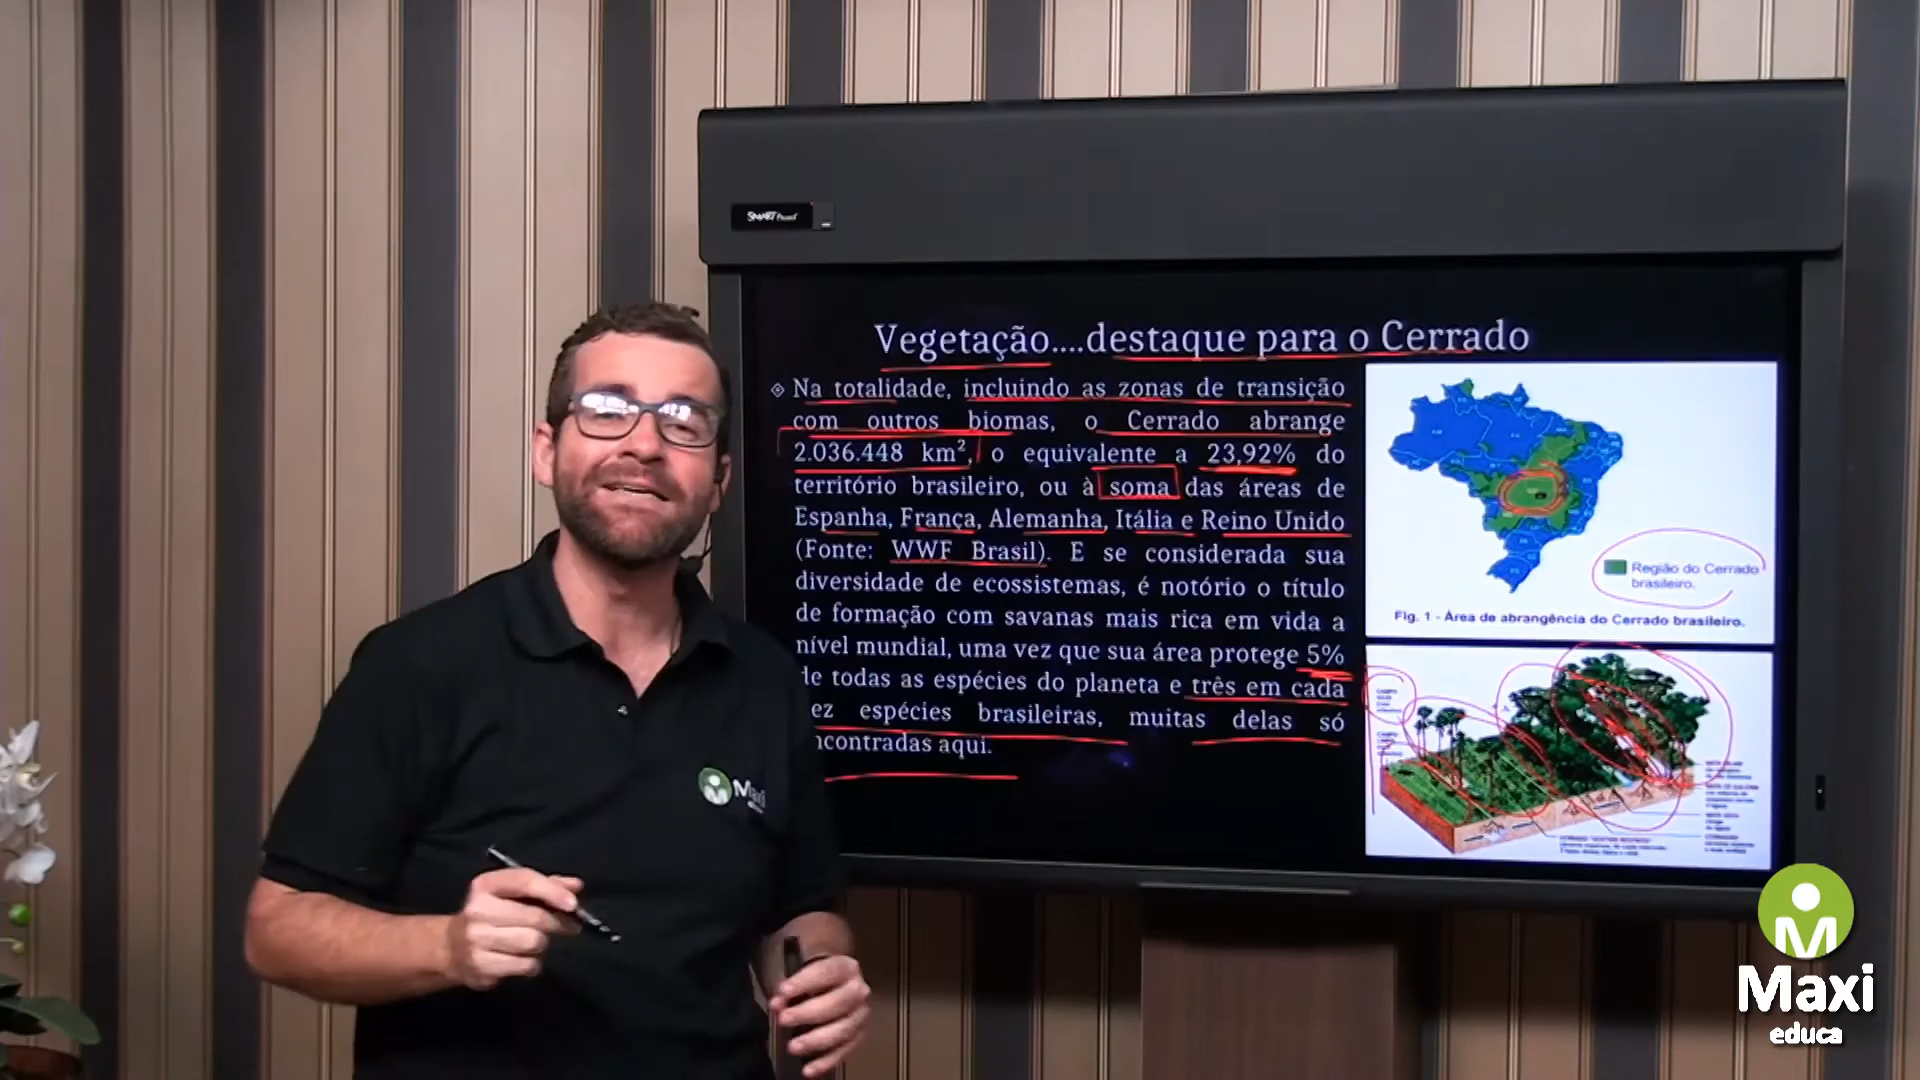 SMART Board
Vegetação....destaque para o Cerrado
Na totalidade, incluindo as zonas de transição
com outros biomas, o Cerrado abrange
2.036.448 km², o equivalente a 23,92% do
território brasileiro, ou à soma das áreas de
Espanha, França, Alemanha, Itália e Reino Unido
(Fonte: WWF Brasil). E se considerada sua
diversidade de ecossistemas, é notório o título
de formação com savanas mais rica em vida a
nível mundial, uma vez que sua área protege 5%
de todas as espécies do planeta e três em cada
ez espécies brasileiras, muitas delas só
ncontradas aqui.
Região do Cerrado
brasileiro.
Fig. 1 - Área de abrangência do Cerrado brasileiro.
Maxi
Maxi
educa